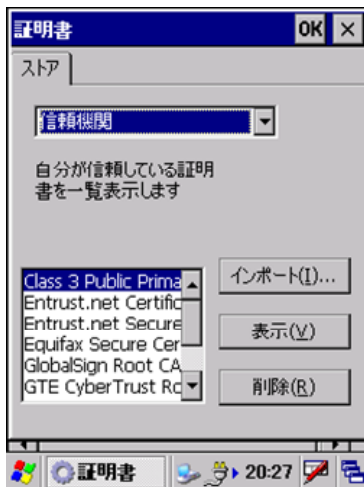 証明書 OK ×
ストア
信頼機関
自分が信頼している証明
書を一覧表示します
Class 3 Public Prima
Entrust.net Certific
Entrust.net Secure
Equifax Secure Cer
GlobalSign Root CA
GTE CyberTrust Ro
インポート(I)...
表示(V)
削除(R)
証明書 20:27